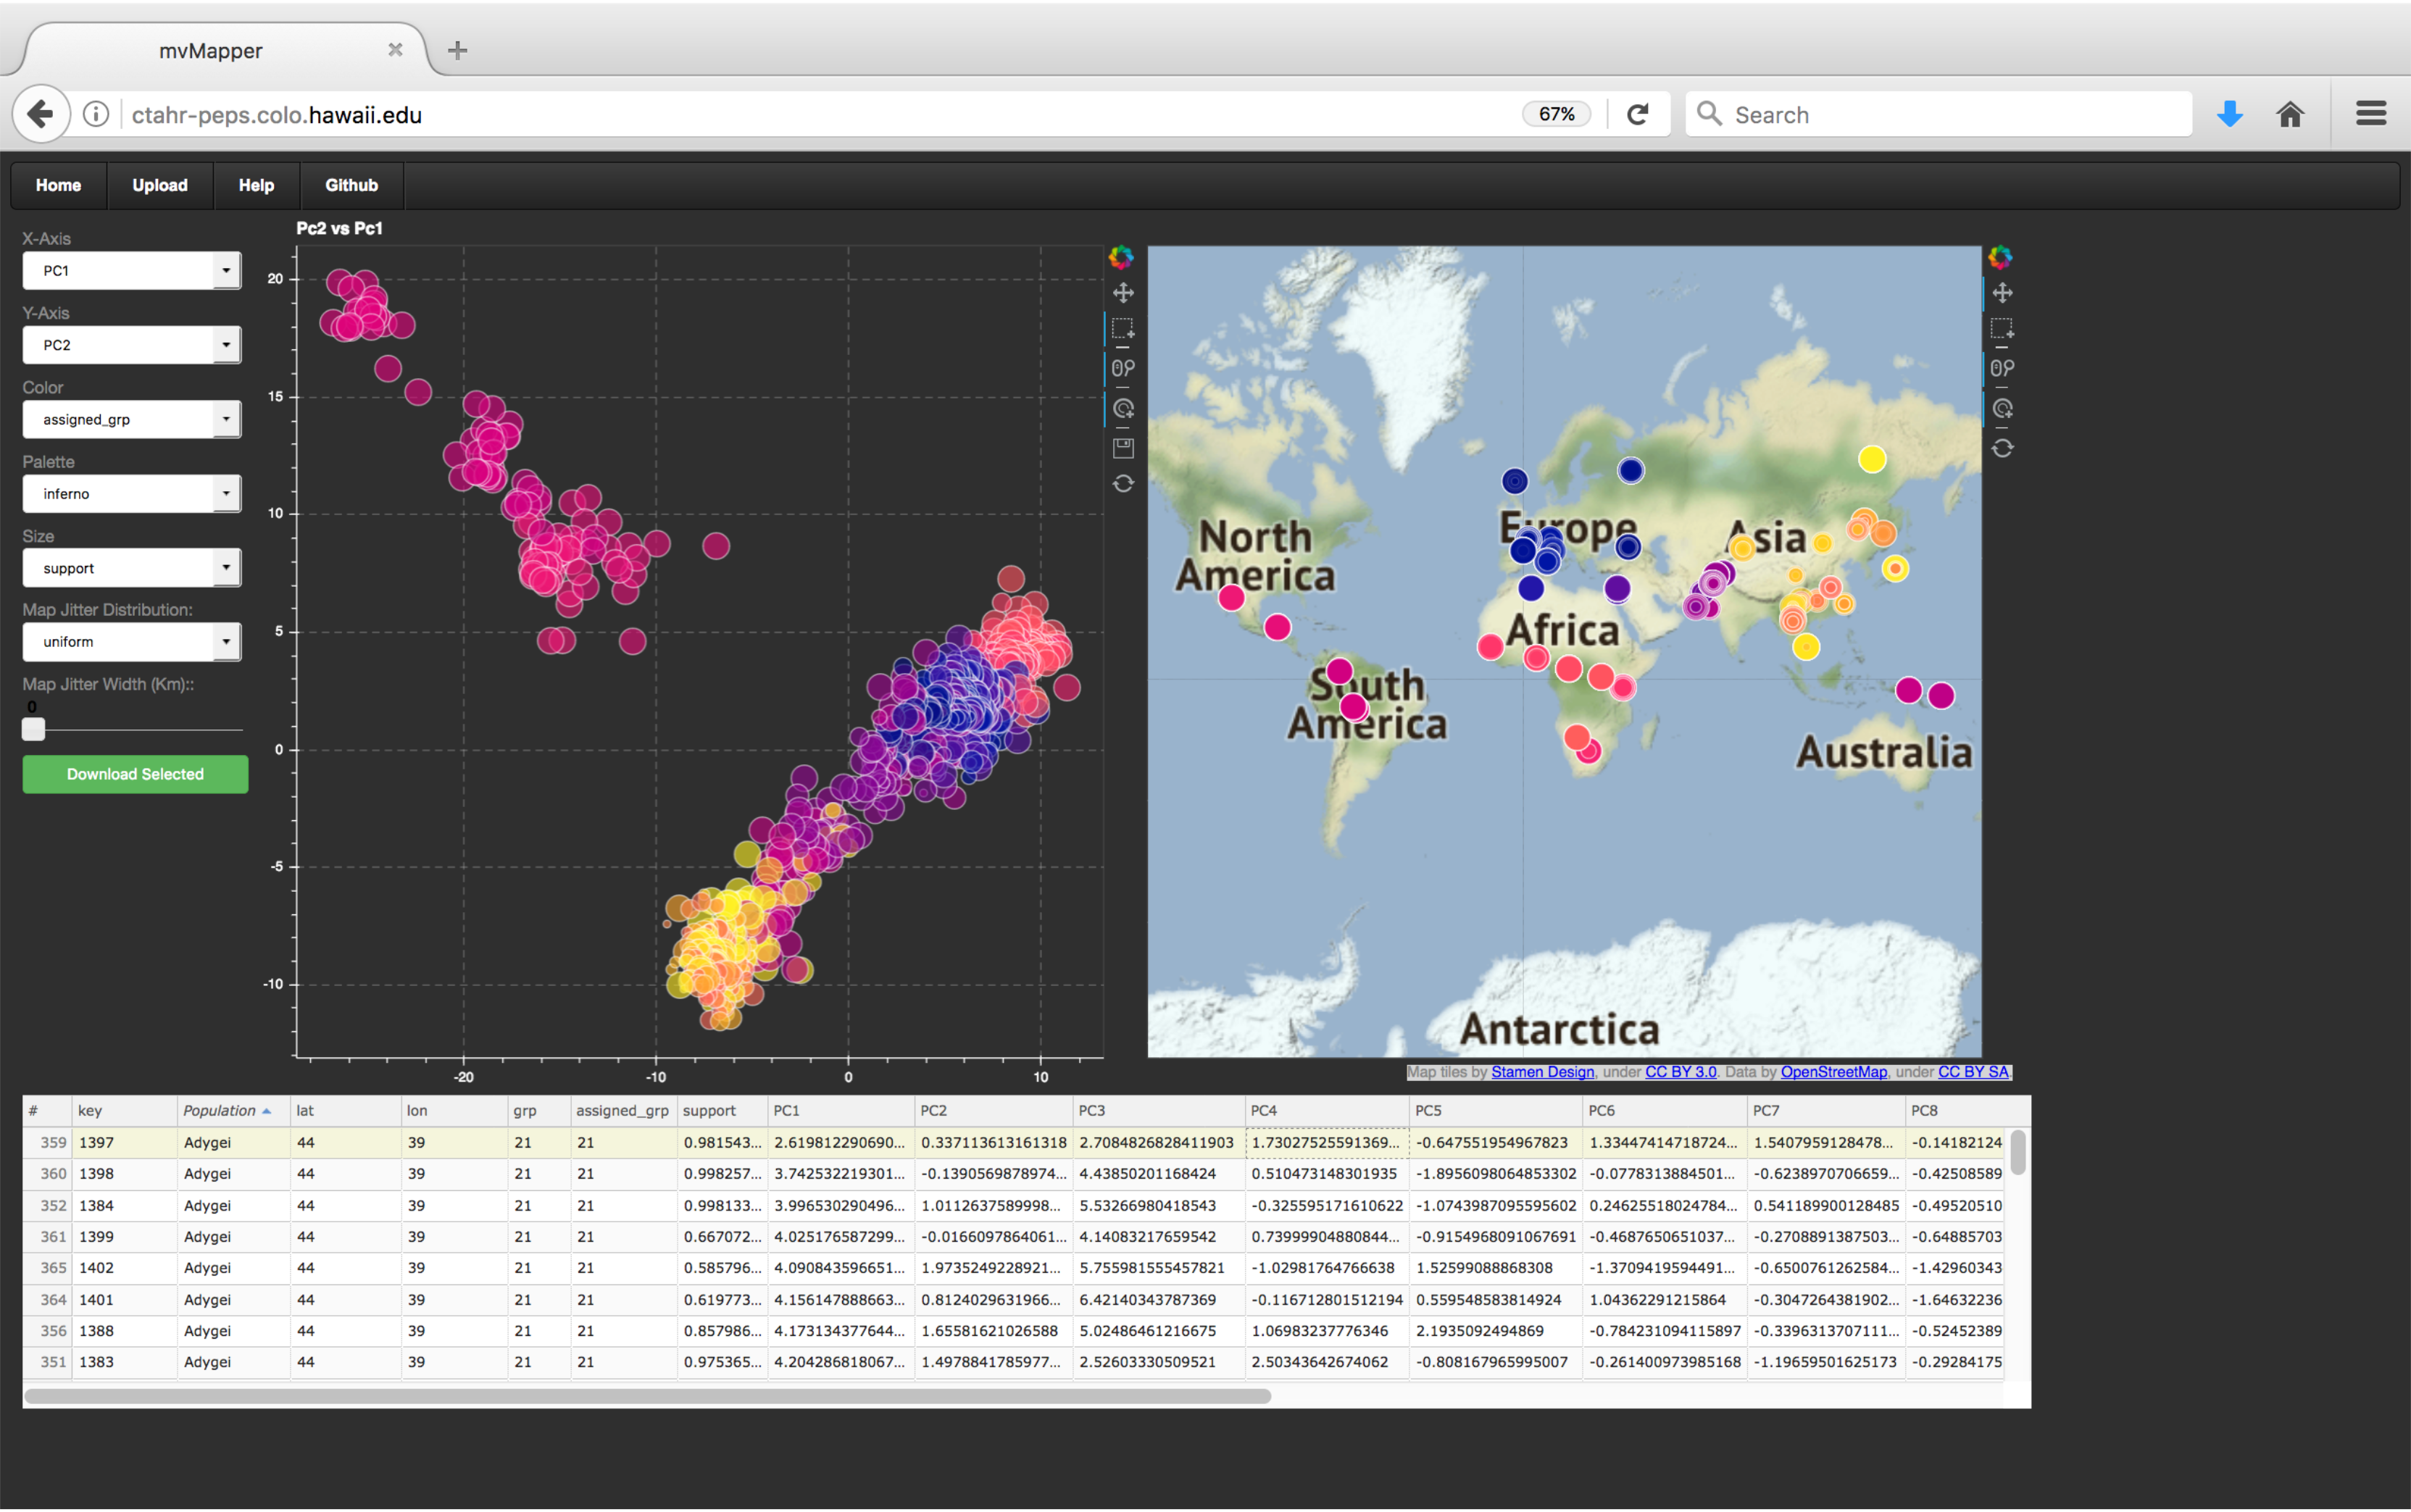 mvMapper
ctahr-peps.colo.hawaii.edu 67% Search
Home Upload Help Github
X-Axis
PC1
Y-Axis
PC2
Color
assigned_grp
Palette
inferno
Size
support
Map Jitter Distribution:
uniform
Map Jitter Width (Km)::
0
Download Selected
Pc2 vs Pc1
20
15
10
5
0
-5
-10
-20 -10 0 10
North America
Europe
Asia
Africa
South America
Australia
Antarctica
Map tiles by Stamen Design, under CC BY 3.0. Data by OpenStreetMap, under CC BY SA.
# key Population lat lon grp assigned_grp support PC1 PC2 PC3 PC4 PC5 PC6 PC7 PC8
359 1397 Adygei 44 39 21 21 0.981543... 2.619812290690... 0.337113613161318 2.7084826828411903 1.73027525591369... -0.647551954967823 1.33447414718724... 1.5407959128478... -0.14182124
360 1398 Adygei 44 39 21 21 0.998257... 3.742532219301... -0.1390569878974... 4.43850201168424 0.510473148301935 -1.8956098064853302 -0.0778313884501... -0.6238970706659... -0.42508589
352 1384 Adygei 44 39 21 21 0.998133... 3.996530290496... 1.0112637589998... 5.53266980418543 -0.325595171610622 -1.0743987095595602 0.24625518024784... 0.541189900128485 -0.49520510
361 1399 Adygei 44 39 21 21 0.667072... 4.025176587299... -0.0166097864061... 4.14083217659542 0.73999904880844... -0.9154968091067691 -0.4687650651037... -0.2708891387503... -0.64885703
365 1402 Adygei 44 39 21 21 0.585796... 4.090843596651... 1.9735249228921... 5.755981555457821 -1.02981764766638 1.52599088868308 -1.3709419594491... -0.6500761262584... -1.42960343
364 1401 Adygei 44 39 21 21 0.619773... 4.156147888663... 0.8124029631966... 6.42140343787369 -0.116712801512194 0.559548583814924 1.04362291215864 -0.3047264381902... -1.64632236
356 1388 Adygei 44 39 21 21 0.857986... 4.173134377644... 1.65581621026588 5.02486461216675 1.06983237776346 2.1935092494869 -0.784231094115897 -0.3396313707111... -0.52452389
351 1383 Adygei 44 39 21 21 0.975365... 4.204286818067... 1.4978841785977... 2.52603330509521 2.50343642674062 -0.808167965995007 -0.261400973985168 -1.19659501625173 -0.29284175